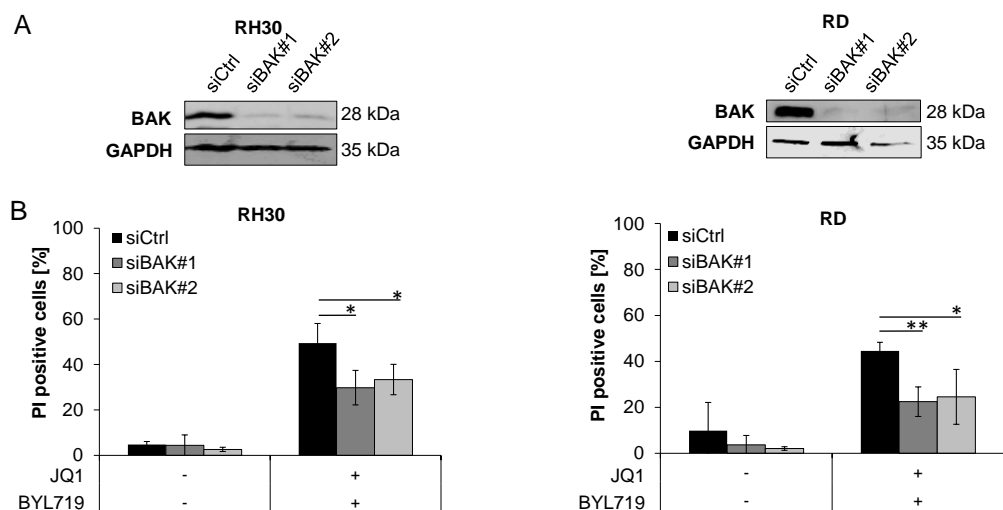 A
RH30
siCtrl siBAK#1 siBAK#2
BAK 28 kDa
GAPDH 35 kDa
RD
siCtrl siBAK#1 siBAK#2
BAK 28 kDa
GAPDH 35 kDa
B
RH30
PI positive cells [%]
100
80
60
40
20
0
siCtrl
siBAK#1
siBAK#2
*
*
JQ1 - +
BYL719 - +
RD
PI positive cells [%]
100
80
60
40
20
0
siCtrl
siBAK#1
siBAK#2
*
**
JQ1 - +
BYL719 - +